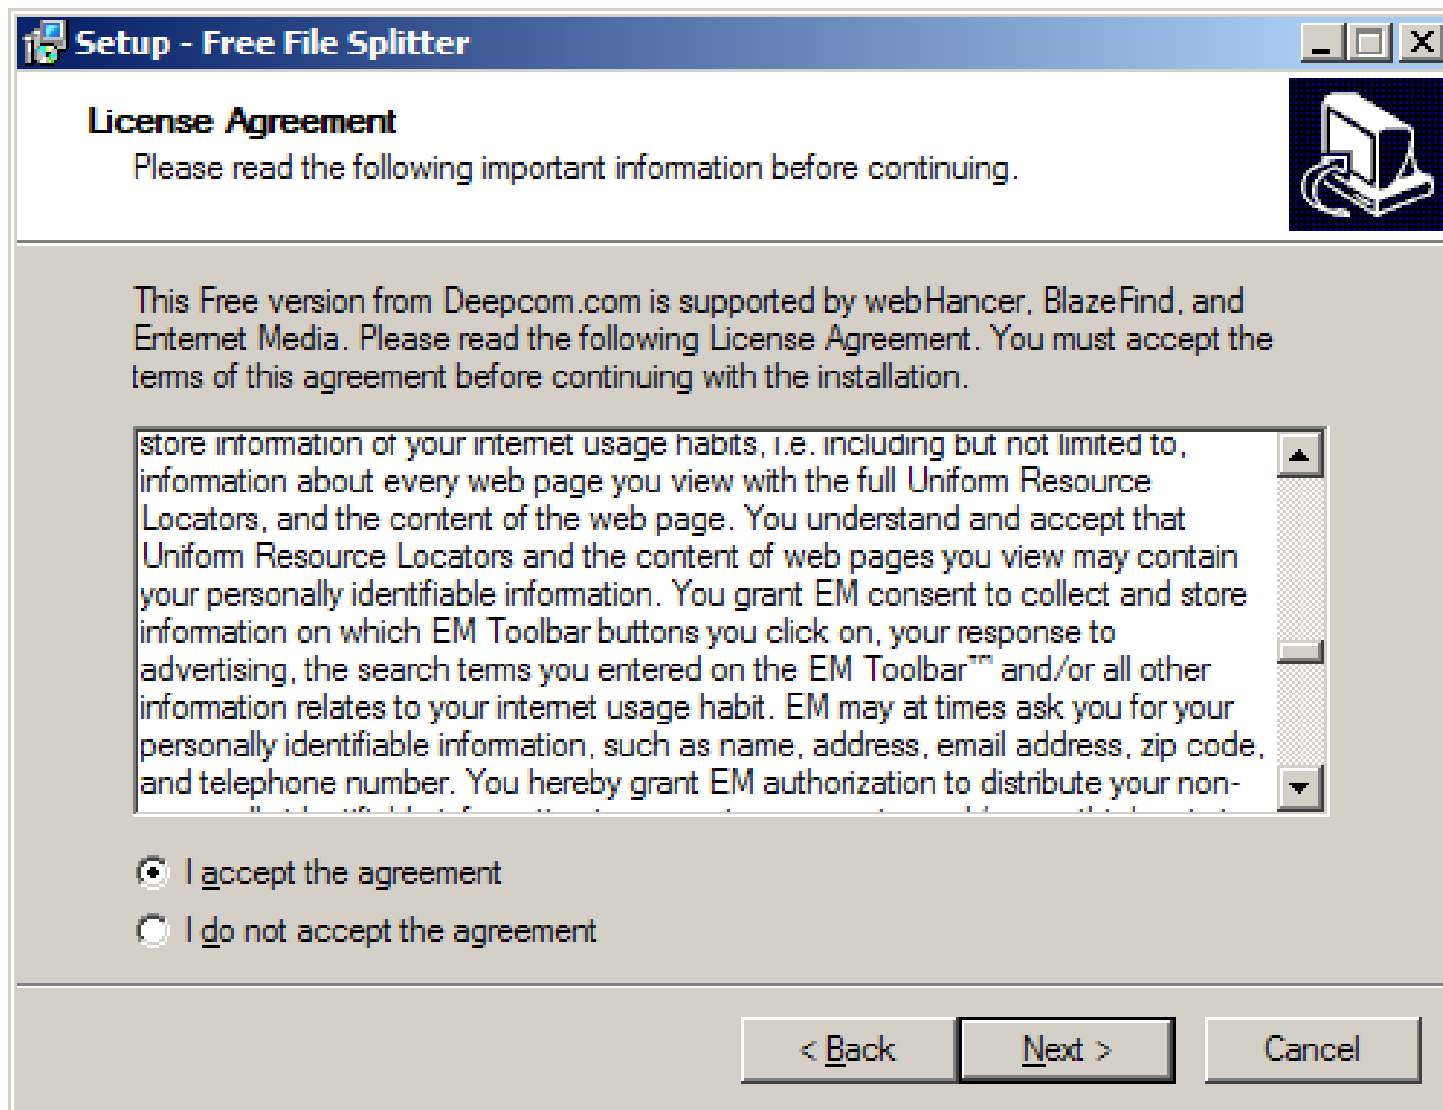 Setup - Free File Splitter
License Agreement
Please read the following important information before continuing.
This Free version from Deepcom.com is supported by webHancer, BlazeFind, and
Enternet Media. Please read the following License Agreement. You must accept the
terms of this agreement before continuing with the installation.
store information of your internet usage habits, i.e. including but not limited to,
information about every web page you view with the full Uniform Resource
Locators, and the content of the web page. You understand and accept that
Uniform Resource Locators and the content of web pages you view may contain
your personally identifiable information. You grant EM consent to collect and store
information on which EM Toolbar buttons you click on, your response to
advertising, the search terms you entered on the EM Toolbar™ and/or all other
information relates to your internet usage habit. EM may at times ask you for your
personally identifiable information, such as name, address, email address, zip code,
and telephone number. You hereby grant EM authorization to distribute your non-
I accept the agreement
I do not accept the agreement
< Back
Next >
Cancel